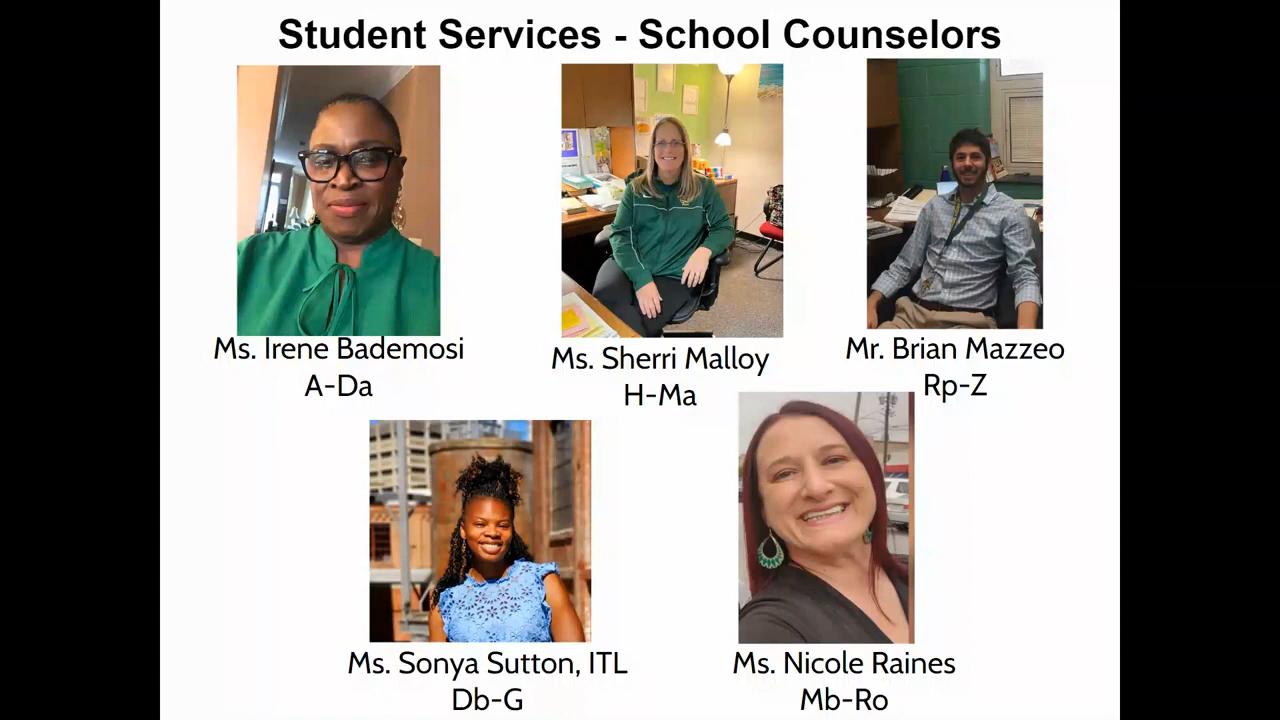 Student Services - School Counselors
Ms. Irene Bademosi
A-Da
Ms. Sherri Malloy
H-Ma
Mr. Brian Mazzeo
Rp-Z
Ms. Sonya Sutton, ITL
Db-G
Ms. Nicole Raines
Mb-Ro